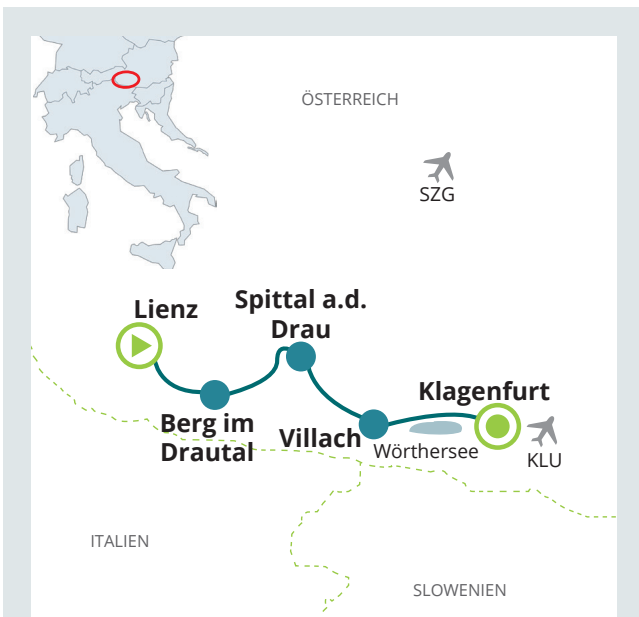 ÖSTERREICH
SZG
Lienz
Spittal a.d.
Drau
Klagenfurt
Berg im
Drautal
Villach
Wörthersee
KLU
ITALIEN
SLOWENIEN